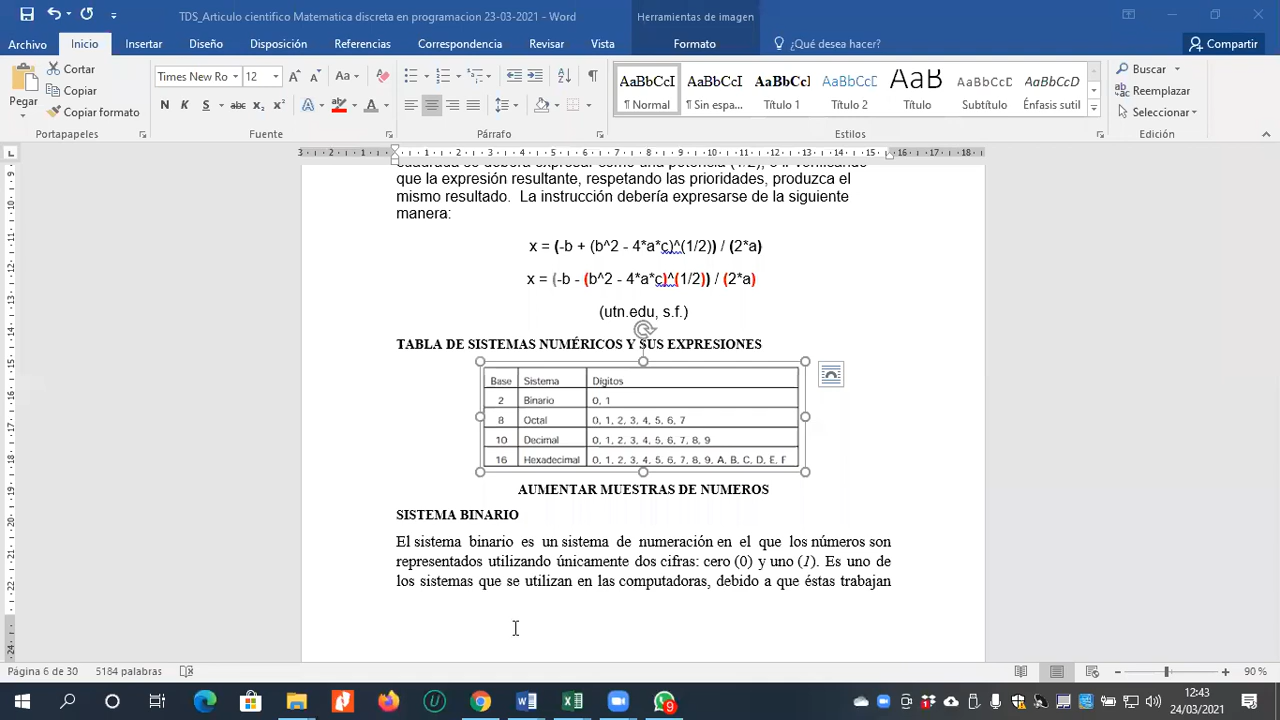 TDS_Articulo cientifico Matematica discreta en programacion 23-03-2021 - Word
Herramientas de imagen
Archivo Inicio Insertar Diseño Disposición Referencias Correspondencia Revisar Vista Formato ¿Qué desea hacer? Compartir
Pegar
Cortar
Copiar
Copiar formato
Portapapeles
Times New Ro 12
Fuente
Párrafo
AaBbCcI ¶ Normal
AaBbCcI ¶ Sin espa...
AaBbCcI Título 1
AaBbCcD Título 2
AaB Título
AaBbCcD Subtítulo
AaBbCcD Énfasis sutil
Estilos
Buscar
Reemplazar
Seleccionar
Edición
que la expresión resultante, respetando las prioridades, produzca el
mismo resultado. La instrucción debería expresarse de la siguiente
manera:
x = (-b + (b^2 - 4*a*c)^(1/2)) / (2*a)
x = (-b - (b^2 - 4*a*c)^(1/2)) / (2*a)
(utn.edu, s.f.)
TABLA DE SISTEMAS NUMÉRICOS Y SUS EXPRESIONES
Base Sistema Dígitos
2 Binario 0, 1
8 Octal 0, 1, 2, 3, 4, 5, 6, 7
10 Decimal 0, 1, 2, 3, 4, 5, 6, 7, 8, 9
16 Hexadecimal 0, 1, 2, 3, 4, 5, 6, 7, 8, 9, A, B, C, D, E, F
AUMENTAR MUESTRAS DE NUMEROS
SISTEMA BINARIO
El sistema binario es un sistema de numeración en el que los números son
representados utilizando únicamente dos cifras: cero (0) y uno (1). Es uno de
los sistemas que se utilizan en las computadoras, debido a que éstas trabajan
Página 6 de 30 5184 palabras 90 %
12:43
24/03/2021